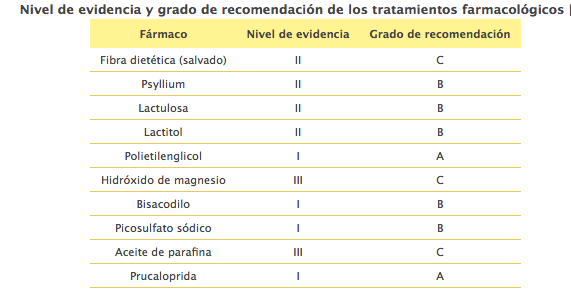 Nivel de evidencia y grado de recomendación de los tratamientos farmacológicos |
Fármaco Nivel de evidencia Grado de recomendación
Fibra dietética (salvado) II C
Psyllium II B
Lactulosa II B
Lactitol II B
Polietilenglicol I A
Hidróxido de magnesio III C
Bisacodilo I B
Picosulfato sódico I B
Aceite de parafina III C
Prucaloprida I A